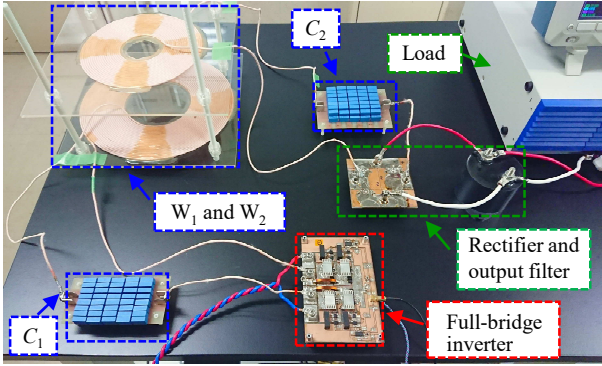 C₂
Load
W₁ and W₂
Rectifier and
output filter
C₁
Full-bridge
inverter